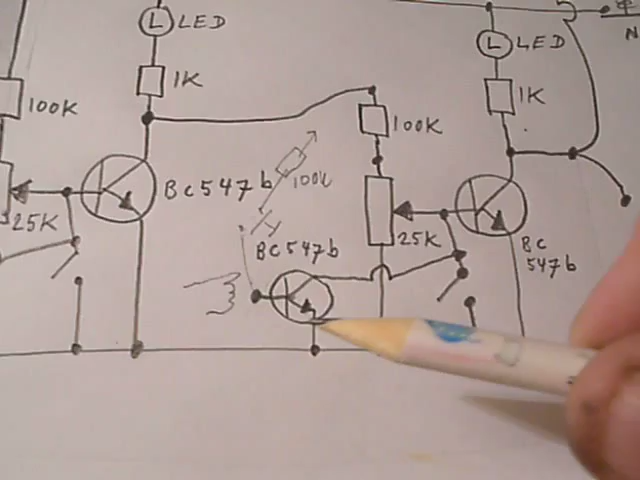 L LED
1K
100K
25K
BC547b
100K
BC547b
100K
25K
L LED
1K
BC
547b
N